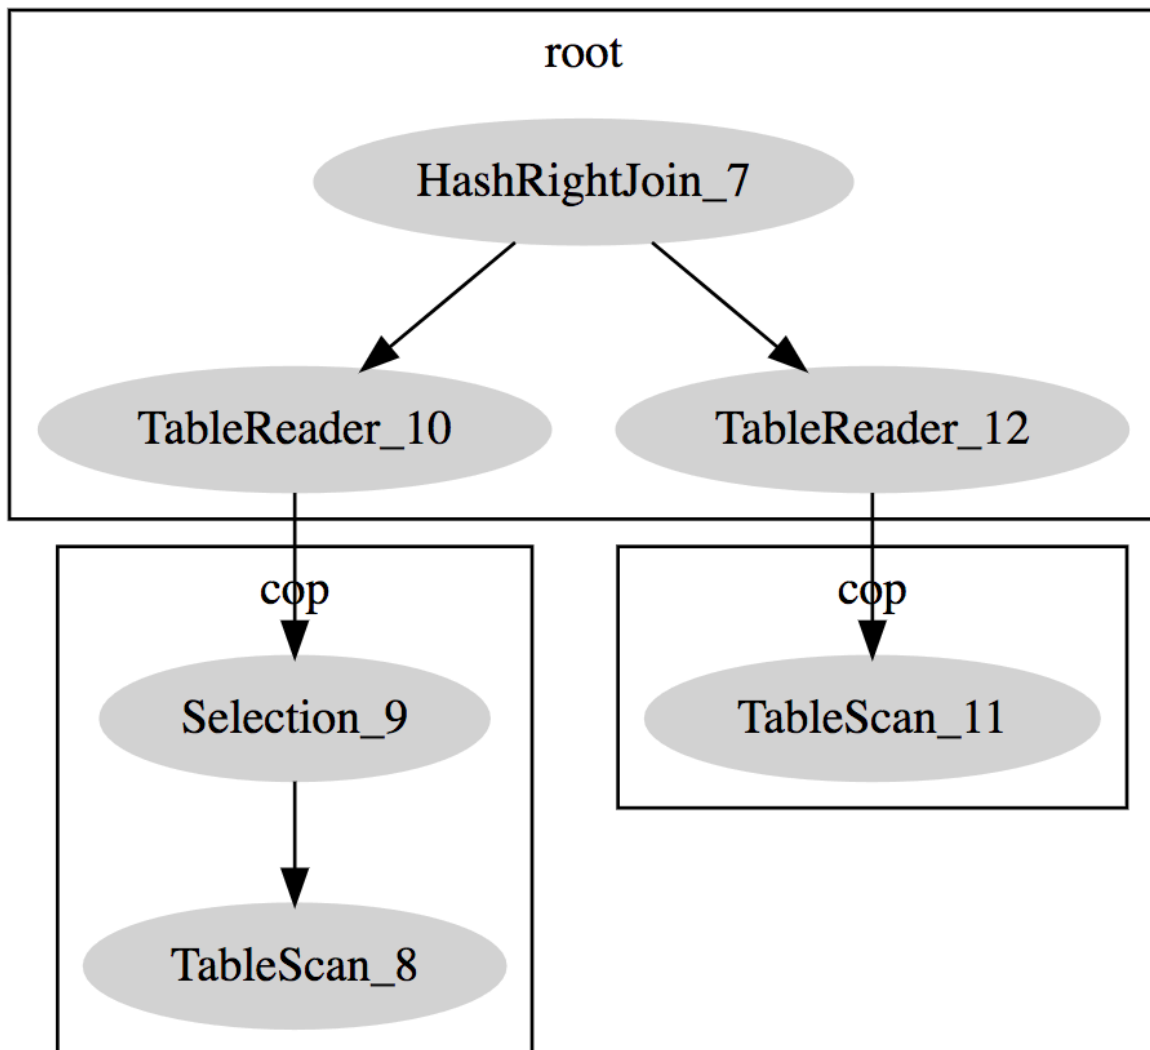 root
HashRightJoin_7
TableReader_10
TableReader_12
cop
cop
Selection_9
TableScan_11
TableScan_8